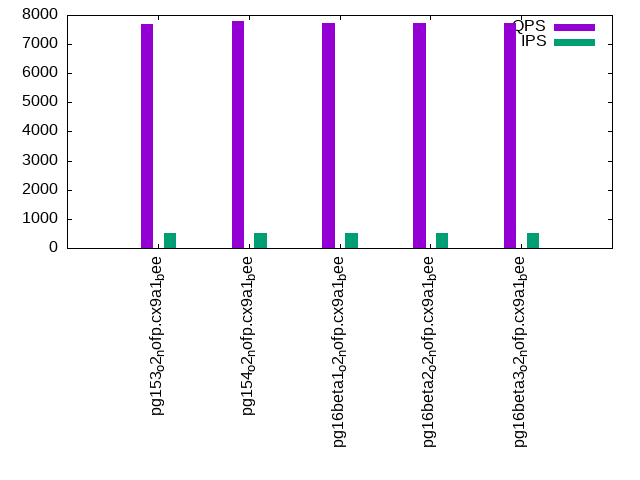 8000
7000
6000
5000
4000
3000
2000
1000
0
QPS
IPS
pg153o2nofp.cx9a1bee
pg154o2nofp.cx9a1bee
pg16beta1o2nofp.cx9a1bee
pg16beta2o2nofp.cx9a1bee
pg16beta3o2nofp.cx9a1bee